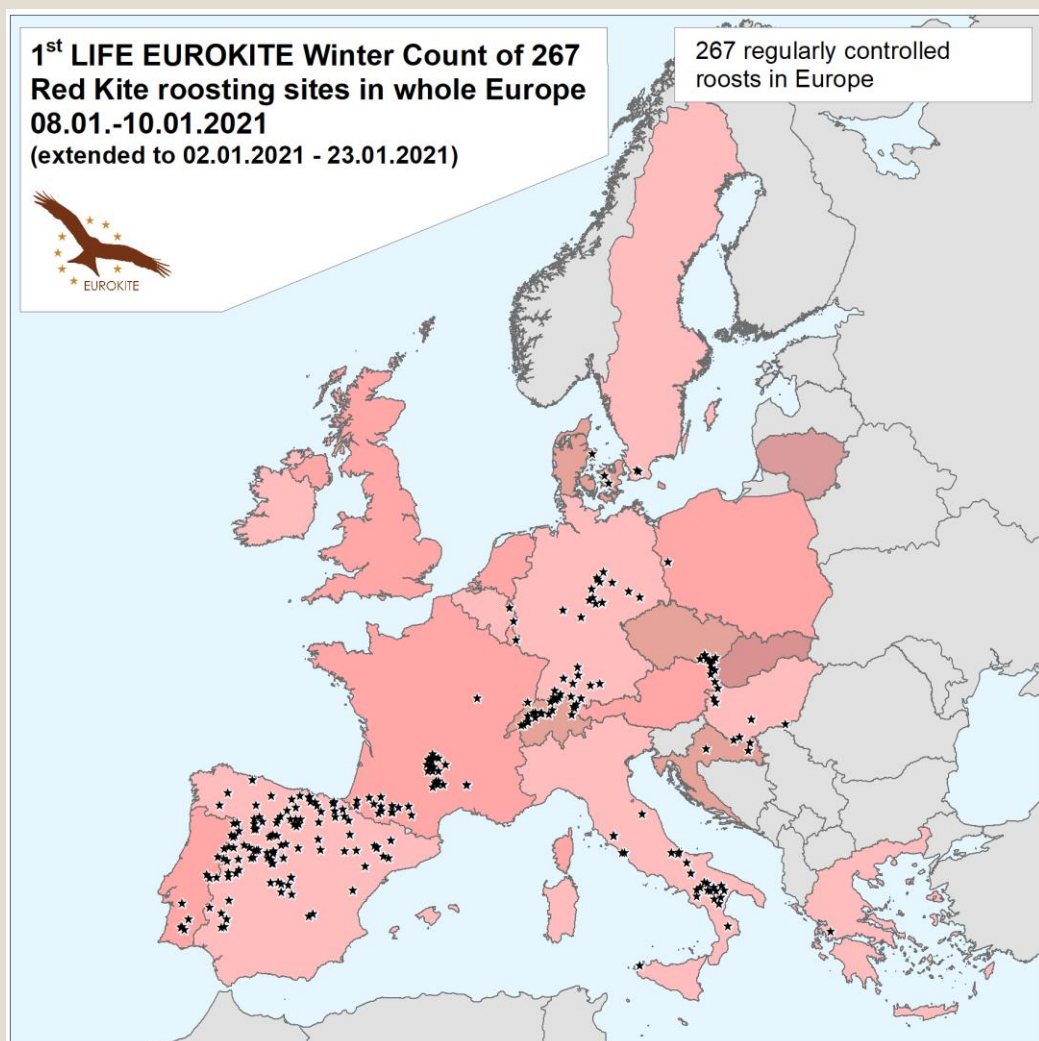 1st LIFE EUROKITE Winter Count of 267
Red Kite roosting sites in whole Europe
08.01.-10.01.2021
(extended to 02.01.2021 - 23.01.2021)
EUROKITE
267 regularly controlled
roosts in Europe